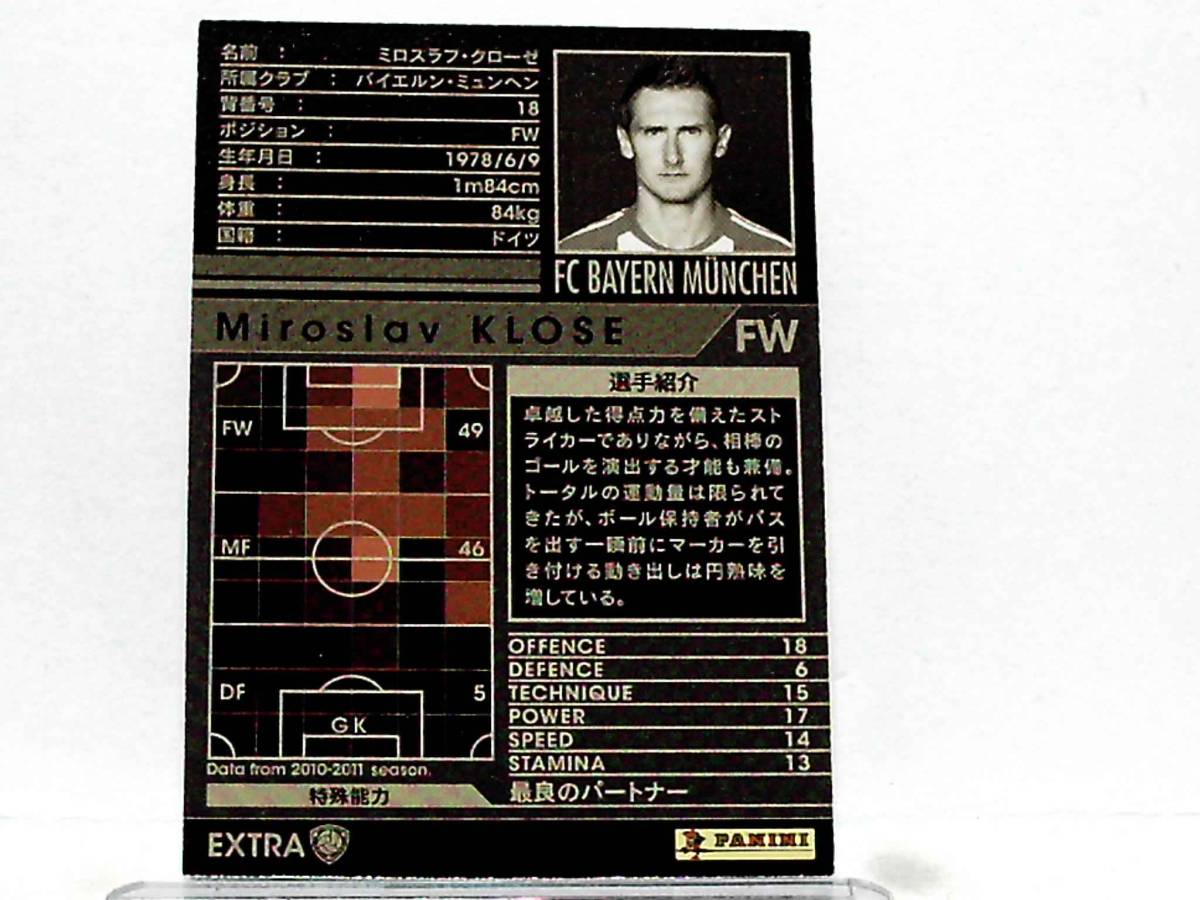 名前 : ミロスラフ・クローゼ
所属クラブ : バイエルン・ミュンヘン
背番号 : 18
ポジション : FW
生年月日 : 1978/6/9
身長 : 1m84cm
体重 : 84kg
国籍 : ドイツ
FC BAYERN MÜNCHEN
Miroslav KLOSE
FW
FW 49
MF 46
DF 5
GK
Data from 2010-2011 season.
選手紹介
卓越した得点力を備えたスト
ライカーでありながら、相棒の
ゴールを演出する才能も兼備。
トータルの運動量は限られて
きたが、ボール保持者がパス
を出す一瞬前にマーカーを引
き付ける動き出しは円熟味を
増している。
OFFENCE 18
DEFENCE 6
TECHNIQUE 15
POWER 17
SPEED 14
STAMINA 13
特殊能力 最良のパートナー
EXTRA
PANINI